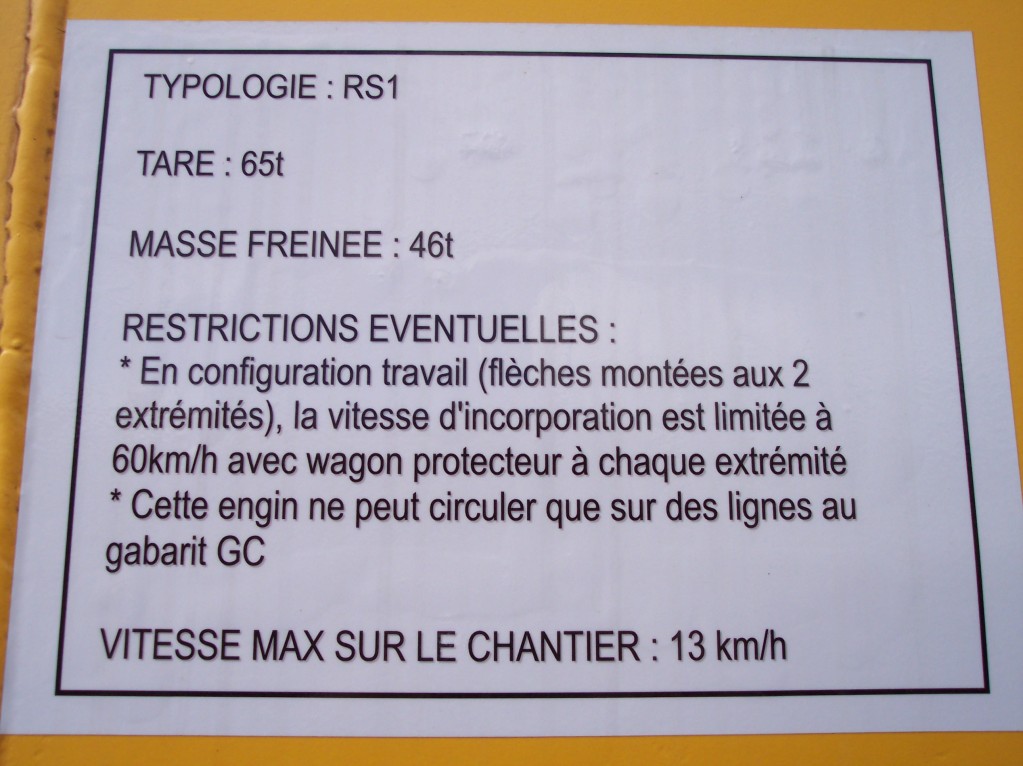 TYPOLOGIE : RS1
TARE : 65t
MASSE FREINEE : 46t
RESTRICTIONS EVENTUELLES :
* En configuration travail (flèches montées aux 2
extrémités), la vitesse d'incorporation est limitée à
60km/h avec wagon protecteur à chaque extrémité
* Cette engin ne peut circuler que sur des lignes au
gabarit GC
VITESSE MAX SUR LE CHANTIER : 13 km/h